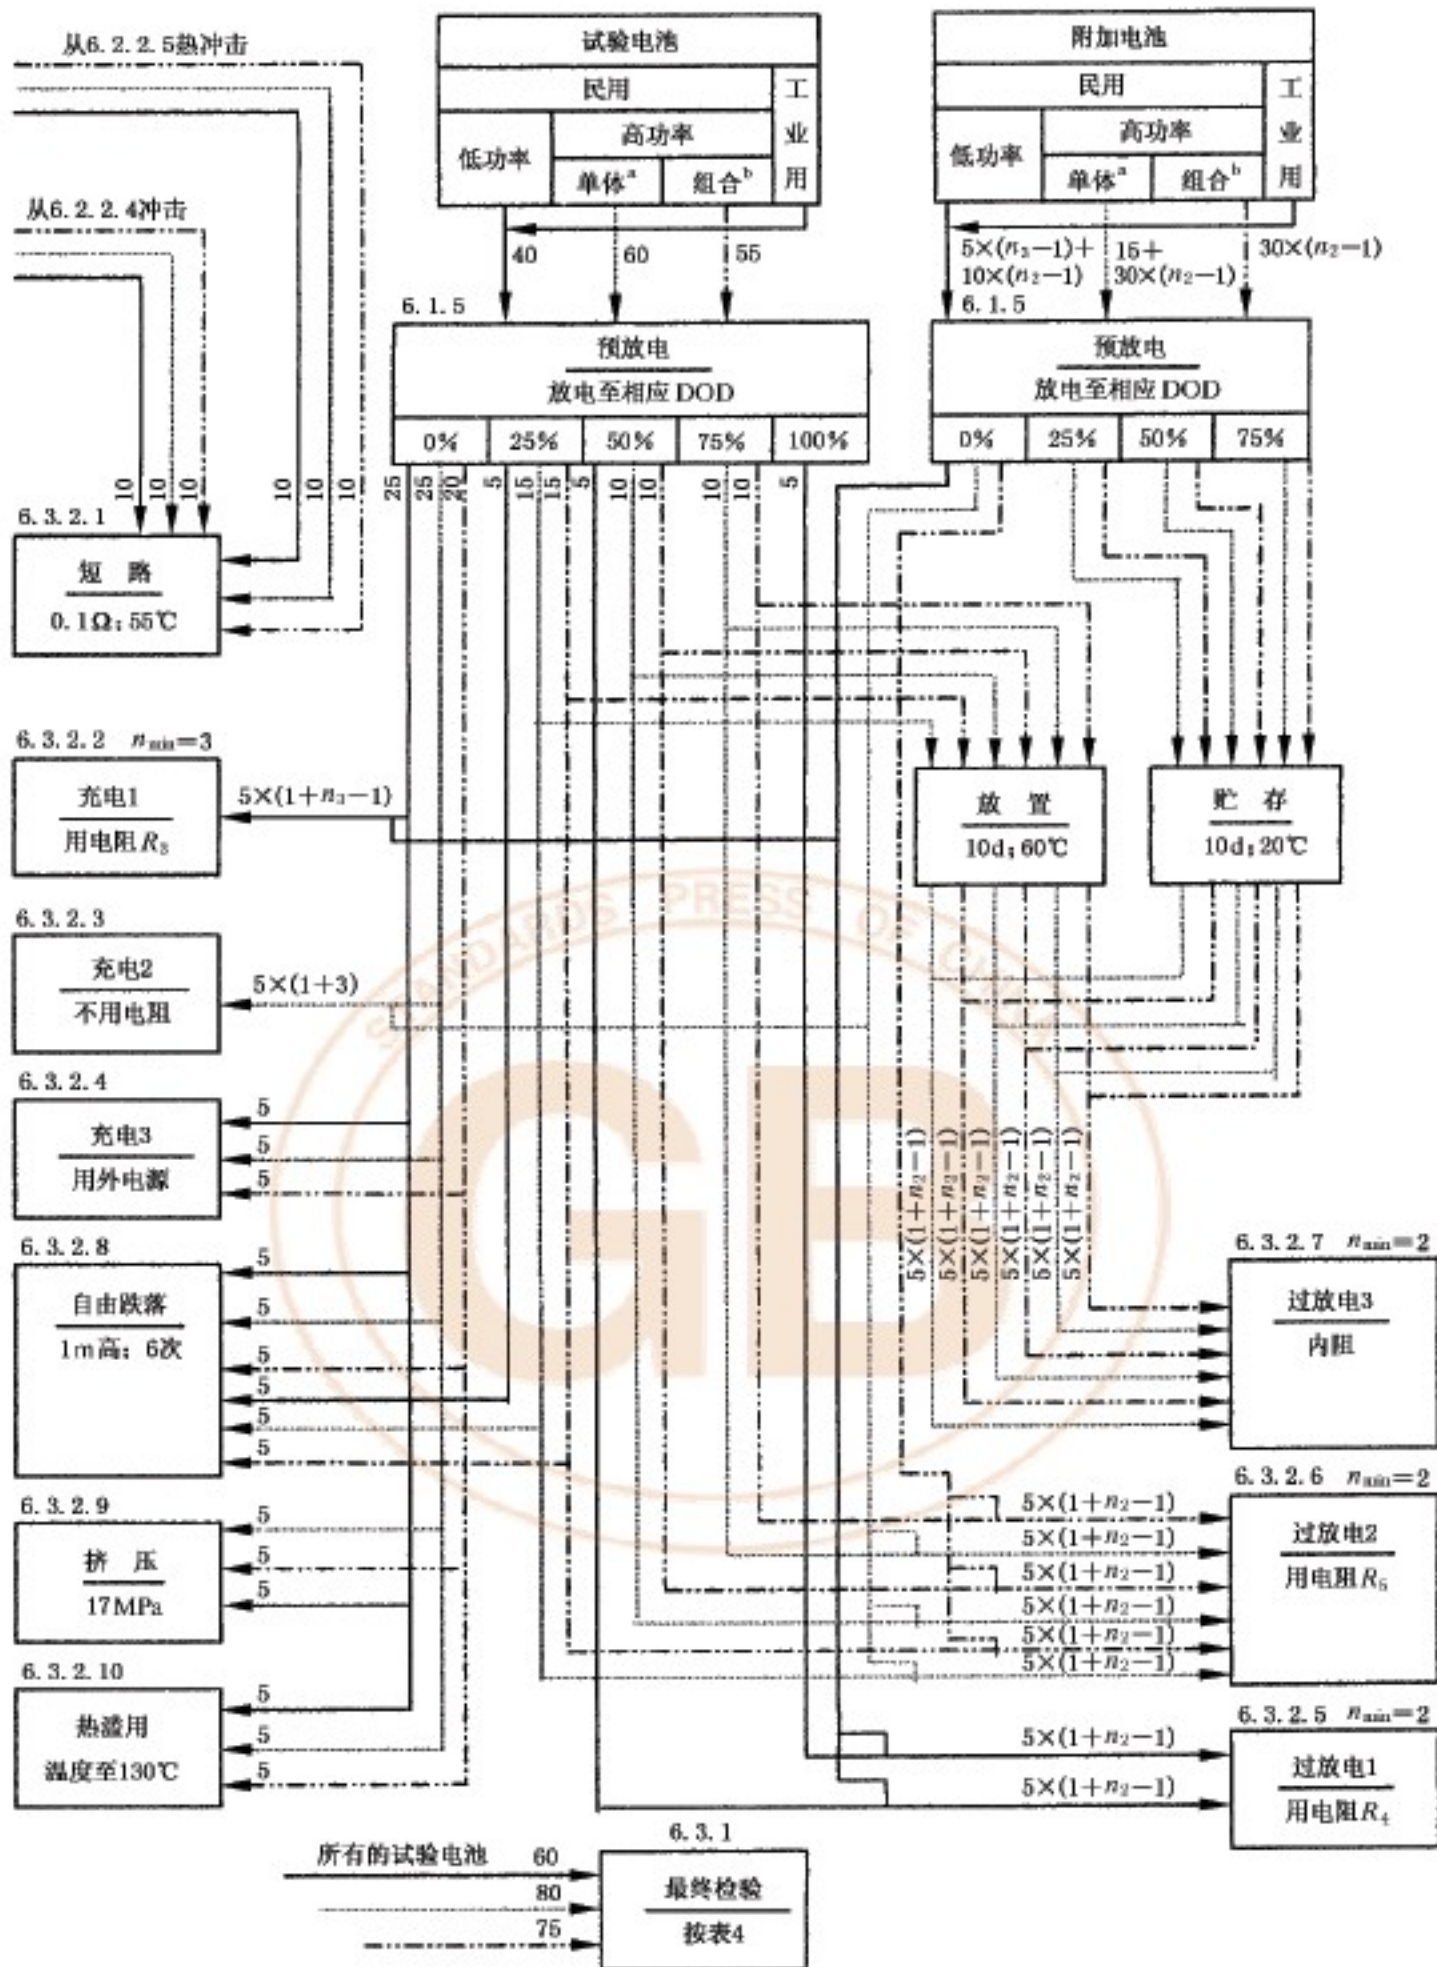 从6.2.2.5热冲击
从6.2.2.4冲击
试验电池
民用
工业用
低功率
高功率
单体a
组合b
40
60
55
附加电池
民用
工业用
低功率
高功率
单体a
组合b
5×(n3-1)+
10×(n2-1)
15+
30×(n2-1)
30×(n2-1)
6.1.5
预放电
放电至相应DOD
0%
25%
50%
75%
100%
6.1.5
预放电
放电至相应DOD
0%
25%
50%
75%
10
10
10
10
10
10
25
25
20
5
15
15
5
10
10
10
10
5
6.3.2.1
短路
0.1Ω;55℃
6.3.2.2 nmin=3
充电1
用电阻R3
5×(1+n3-1)
放置
10d;60℃
贮存
10d;20℃
6.3.2.3
充电2
不用电阻
5×(1+3)
STANDARDS PRESS OF CHINA
GB
6.3.2.4
充电3
用外电源
5
5
5
5×(1+n2-1)
5×(1+n2-1)
5×(1+n2-1)
5×(1+n2-1)
5×(1+n2-1)
5×(1+n2-1)
6.3.2.8
自由跌落
1m高;6次
5
5
5
5
5
5
6.3.2.7 nmin=2
过放电3
内阻
6.3.2.9
挤压
17MPa
5
5
5
6.3.2.6 nmin=2
过放电2
用电阻R5
5×(1+n2-1)
5×(1+n2-1)
5×(1+n2-1)
5×(1+n2-1)
5×(1+n2-1)
5×(1+n2-1)
6.3.2.10
热滥用
温度至130℃
5
5
5
6.3.2.5 nmin=2
过放电1
用电阻R4
5×(1+n2-1)
5×(1+n2-1)
6.3.1
所有的试验电池 60
80
75
最终检验
按表4